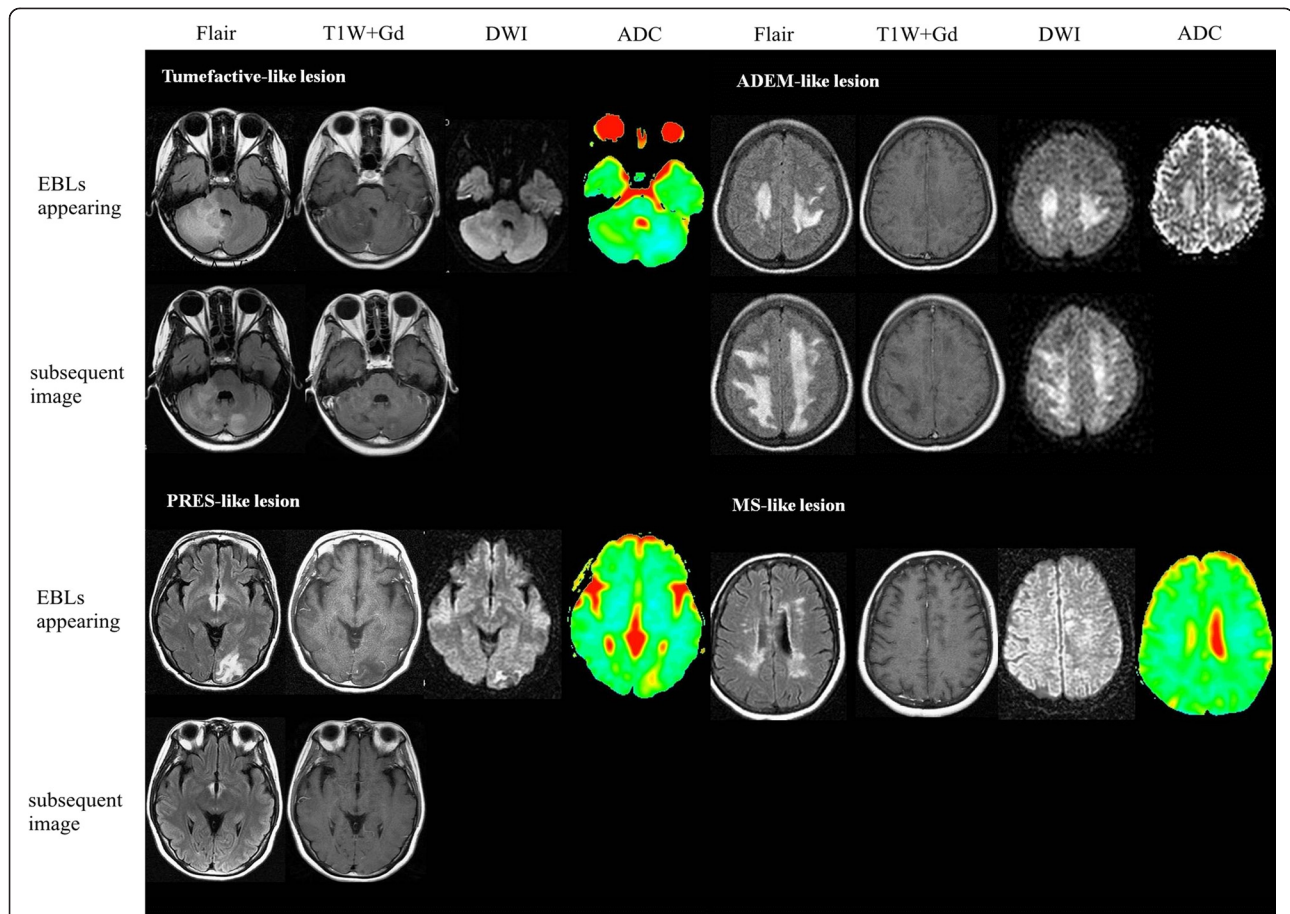 Flair T1W+Gd DWI ADC Flair T1W+Gd DWI ADC
Tumefactive-like lesion
ADEM-like lesion
EBLs
appearing
subsequent
image
PRES-like lesion
MS-like lesion
EBLs
appearing
subsequent
image